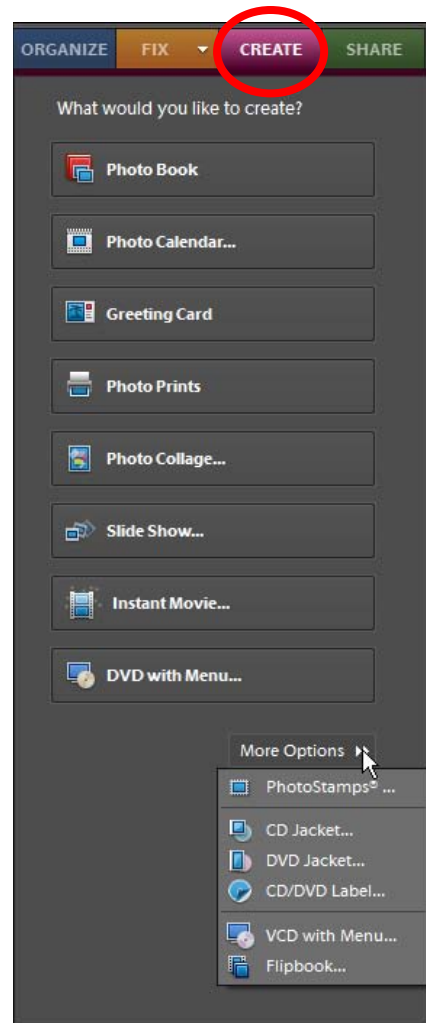 ORGANIZE FIX CREATE SHARE
What would you like to create?
Photo Book
Photo Calendar...
Greeting Card
Photo Prints
Photo Collage...
Slide Show...
Instant Movie...
DVD with Menu...
More Options
PhotoStamps® ...
CD Jacket...
DVD Jacket...
CD/DVD Label...
VCD with Menu...
Flipbook...